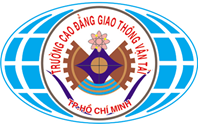 TRƯỜNG CAO ĐẲNG GIAO THÔNG VẬN TẢI
TP-HỒ CHÍ MINH